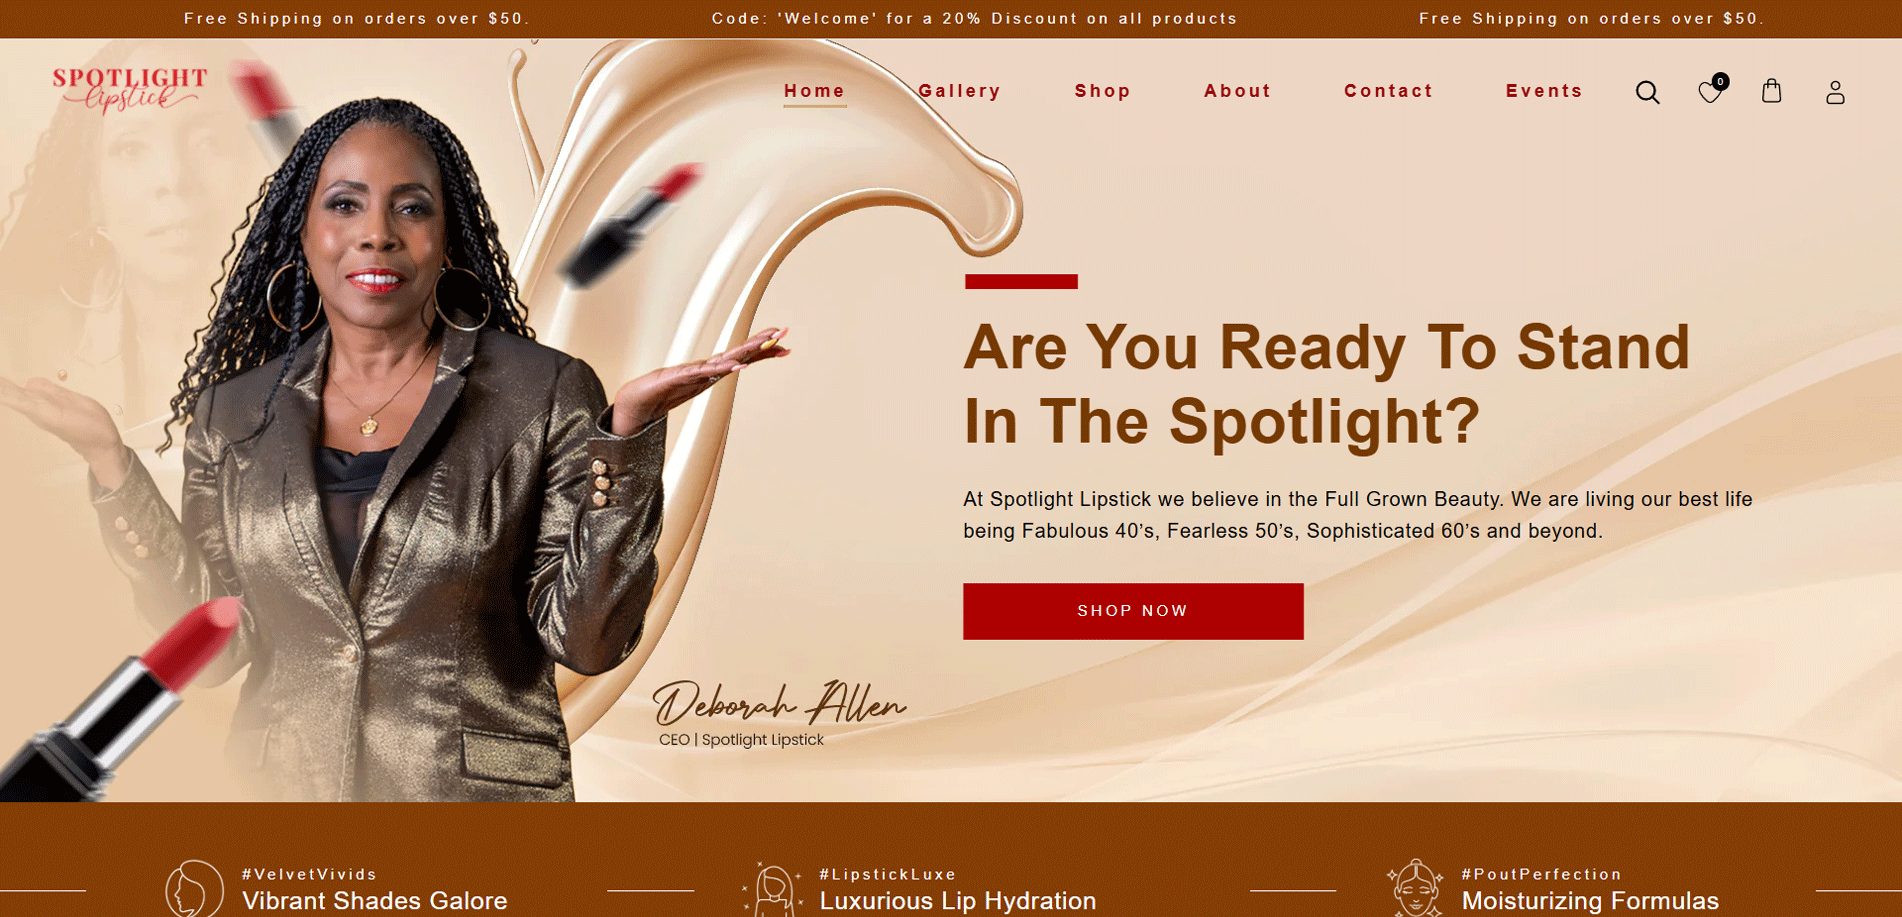 Free Shipping on orders over $50.
Code: 'Welcome' for a 20% Discount on all products
Free Shipping on orders over $50.
SPOTLIGHT
lipstick
Home
Gallery
Shop
About
Contact
Events
0
Are You Ready To Stand
In The Spotlight?
At Spotlight Lipstick we believe in the Full Grown Beauty. We are living our best life
being Fabulous 40’s, Fearless 50’s, Sophisticated 60’s and beyond.
SHOP NOW
Deborah Allen
CEO | Spotlight Lipstick
#VelvetVivids
Vibrant Shades Galore
#LipstickLuxe
Luxurious Lip Hydration
#PoutPerfection
Moisturizing Formulas